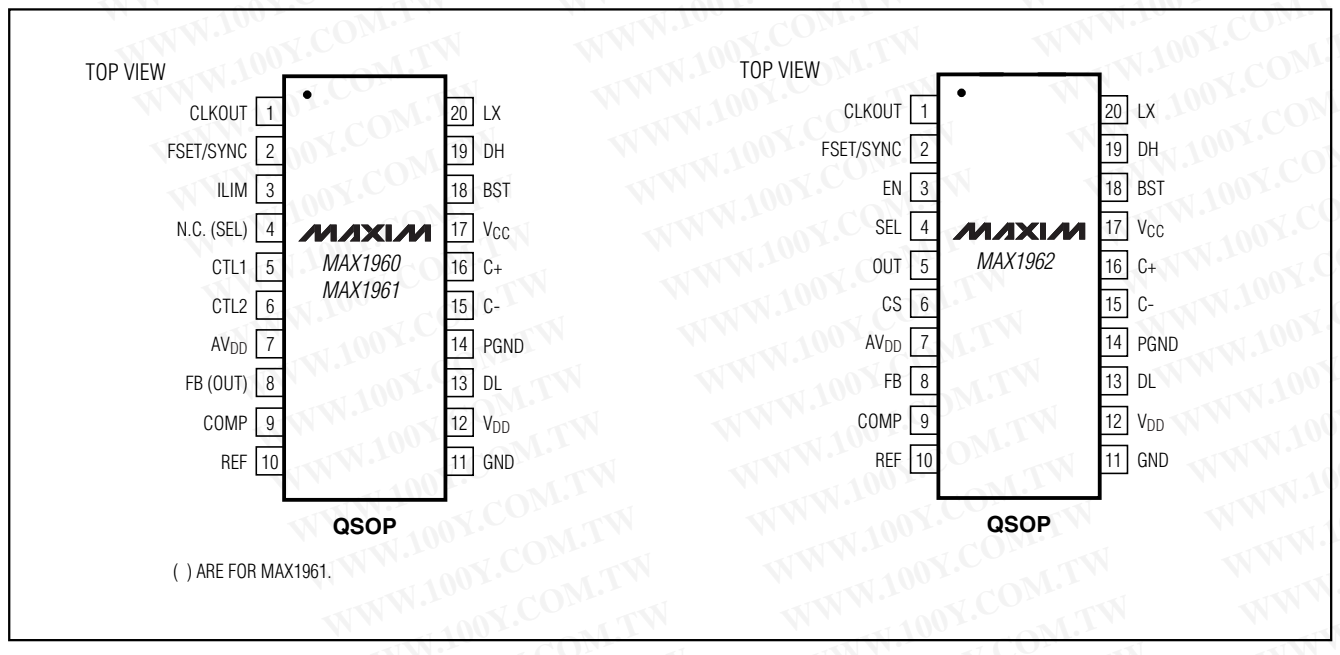 TOP VIEW
CLKOUT 1
FSET/SYNC 2
ILIM 3
N.C. (SEL) 4
CTL1 5
CTL2 6
AVDD 7
FB (OUT) 8
COMP 9
REF 10
MAXIM
MAX1960
MAX1961
20 LX
19 DH
18 BST
17 VCC
16 C+
15 C-
14 PGND
13 DL
12 VDD
11 GND
QSOP
( ) ARE FOR MAX1961.
TOP VIEW
CLKOUT 1
FSET/SYNC 2
EN 3
SEL 4
OUT 5
CS 6
AVDD 7
FB 8
COMP 9
REF 10
MAXIM
MAX1962
20 LX
19 DH
18 BST
17 VCC
16 C+
15 C-
14 PGND
13 DL
12 VDD
11 GND
QSOP
WWW.100Y.COM.TW